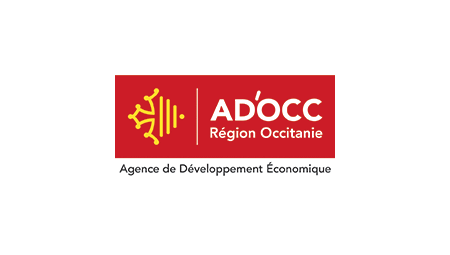 AD'OCC
Région Occitanie
Agence de Développement Économique